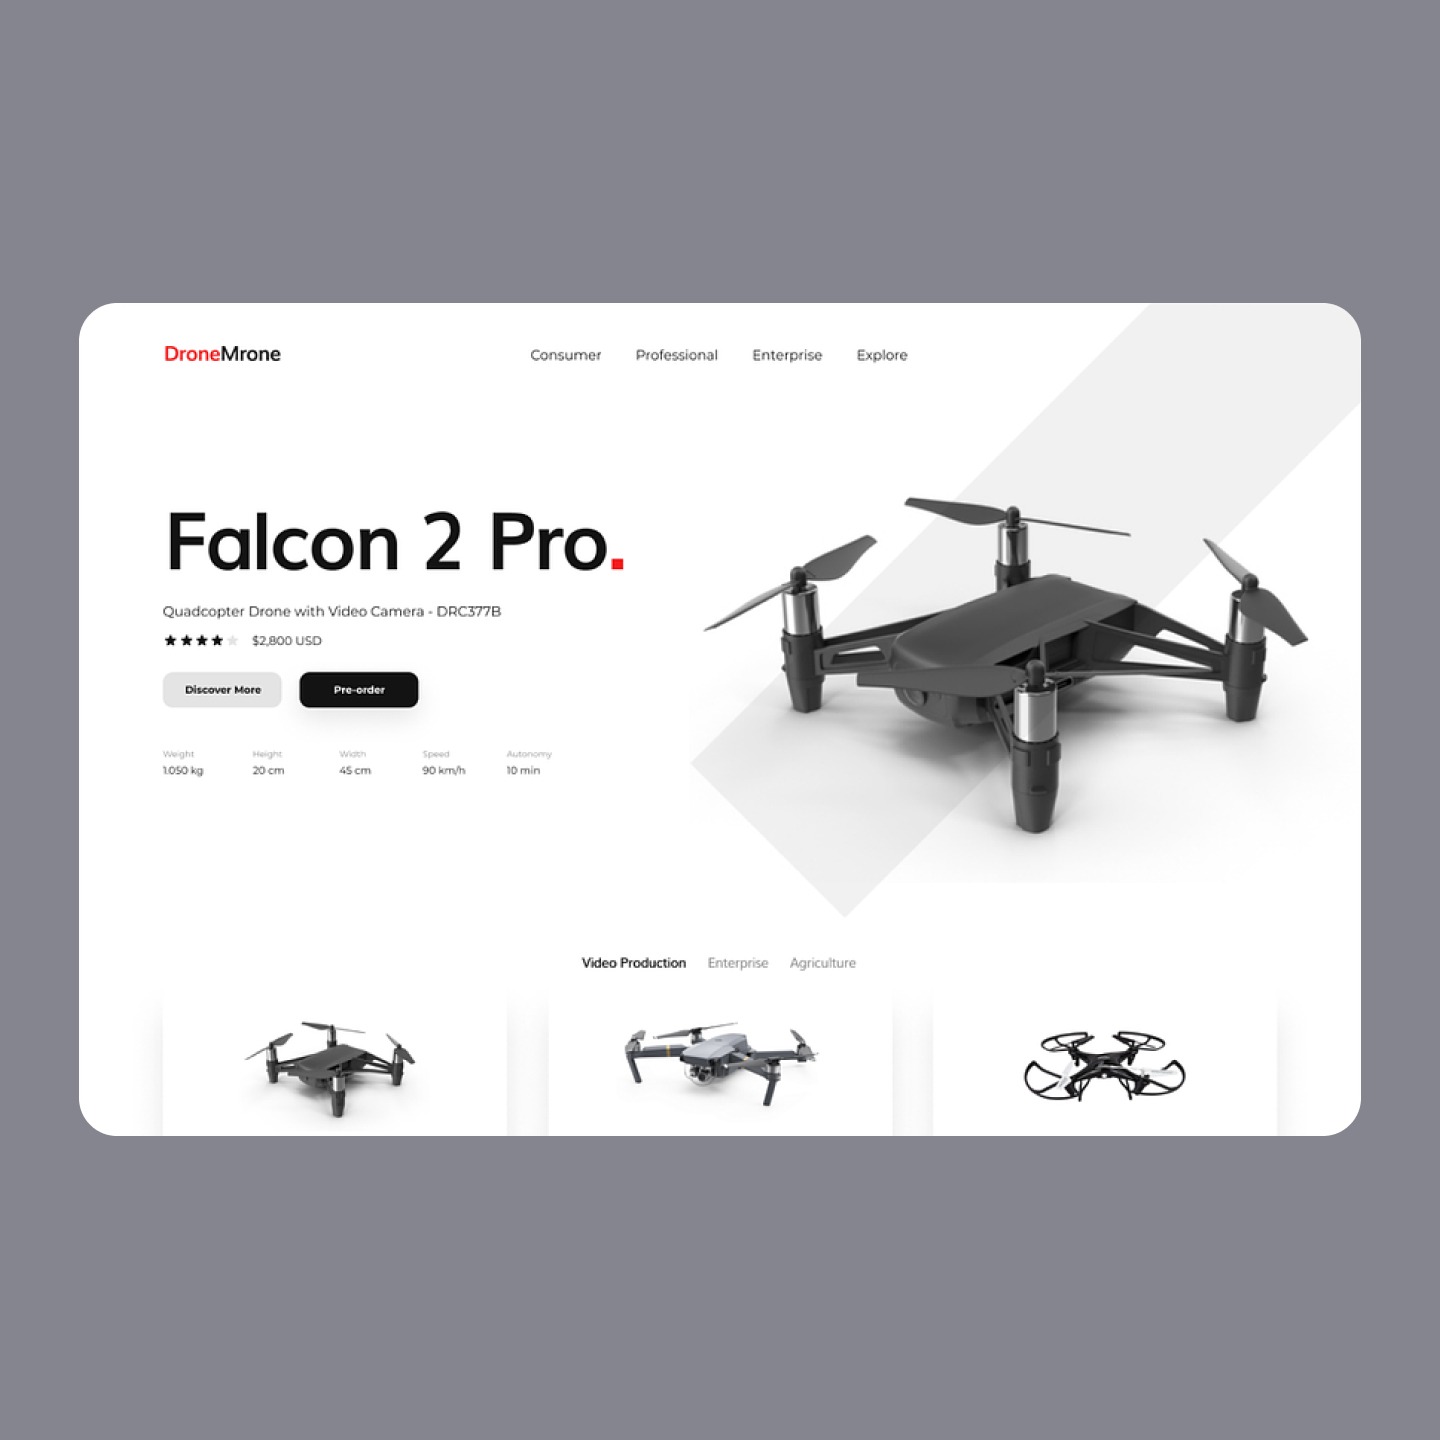 DroneMrone
Consumer Professional Enterprise Explore
Falcon 2 Pro.
Quadcopter Drone with Video Camera - DRC377B
$2,800 USD
Discover More Pre-order
Weight Height Width Speed Autonomy
1.050 kg 20 cm 45 cm 90 km/h 10 min
Video Production Enterprise Agriculture